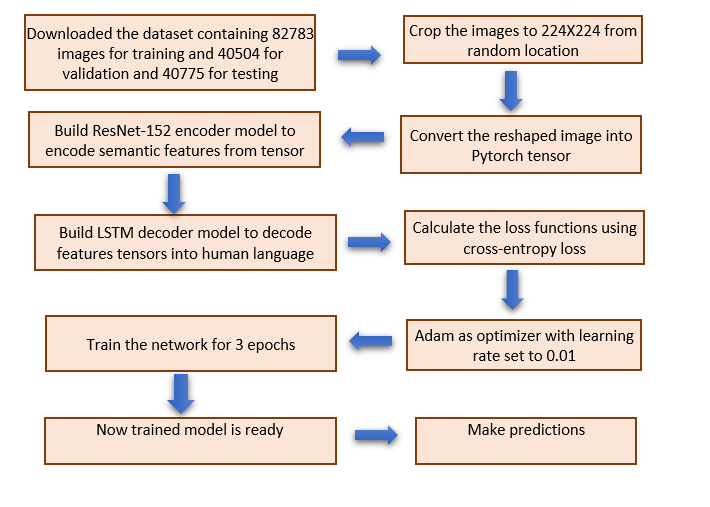 Downloaded the dataset containing 82783
images for training and 40504 for
validation and 40775 for testing
Crop the images to 224X224 from
random location
Convert the reshaped image into
Pytorch tensor
Build ResNet-152 encoder model to
encode semantic features from tensor
Build LSTM decoder model to decode
features tensors into human language
Calculate the loss functions using
cross-entropy loss
Adam as optimizer with learning
rate set to 0.01
Train the network for 3 epochs
Now trained model is ready
Make predictions